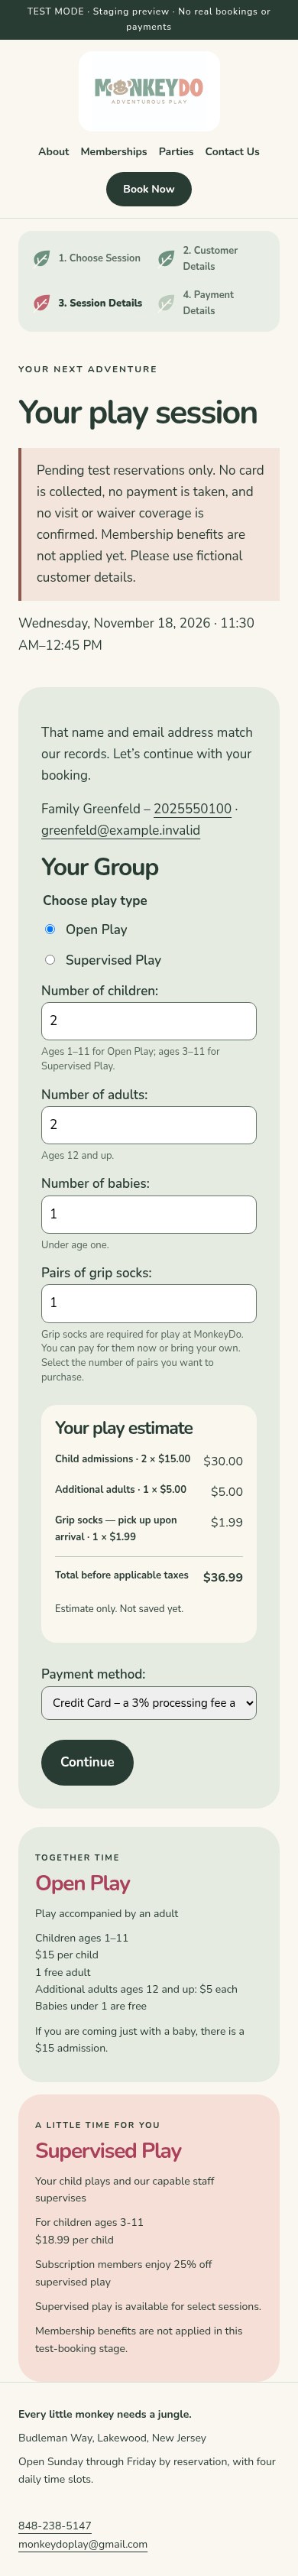 TEST MODE · Staging preview · No real bookings or
payments
MONKEYDO
ADVENTUROUS PLAY
About Memberships Parties Contact Us
Book Now
1. Choose Session
2. Customer
Details
3. Session Details
4. Payment
Details
YOUR NEXT ADVENTURE
Your play session
Pending test reservations only. No card
is collected, no payment is taken, and
no visit or waiver coverage is
confirmed. Membership benefits are
not applied yet. Please use fictional
customer details.
Wednesday, November 18, 2026 · 11:30
AM–12:45 PM
That name and email address match
our records. Let’s continue with your
booking.
Family Greenfeld – 2025550100 ·
greenfeld@example.invalid
Your Group
Choose play type
Open Play
Supervised Play
Number of children:
2
Ages 1–11 for Open Play; ages 3–11 for
Supervised Play.
Number of adults:
2
Ages 12 and up.
Number of babies:
1
Under age one.
Pairs of grip socks:
1
Grip socks are required for play at MonkeyDo.
You can pay for them now or bring your own.
Select the number of pairs you want to
purchase.
Your play estimate
Child admissions · 2 × $15.00 $30.00
Additional adults · 1 × $5.00 $5.00
Grip socks — pick up upon
arrival · 1 × $1.99 $1.99
Total before applicable taxes $36.99
Estimate only. Not saved yet.
Payment method:
Credit Card – a 3% processing fee a
Continue
TOGETHER TIME
Open Play
Play accompanied by an adult
Children ages 1–11
$15 per child
1 free adult
Additional adults ages 12 and up: $5 each
Babies under 1 are free
If you are coming just with a baby, there is a
$15 admission.
A LITTLE TIME FOR YOU
Supervised Play
Your child plays and our capable staff
supervises
For children ages 3-11
$18.99 per child
Subscription members enjoy 25% off
supervised play
Supervised play is available for select sessions.
Membership benefits are not applied in this
test-booking stage.
Every little monkey needs a jungle.
Budleman Way, Lakewood, New Jersey
Open Sunday through Friday by reservation, with four
daily time slots.
848-238-5147
monkeydoplay@gmail.com